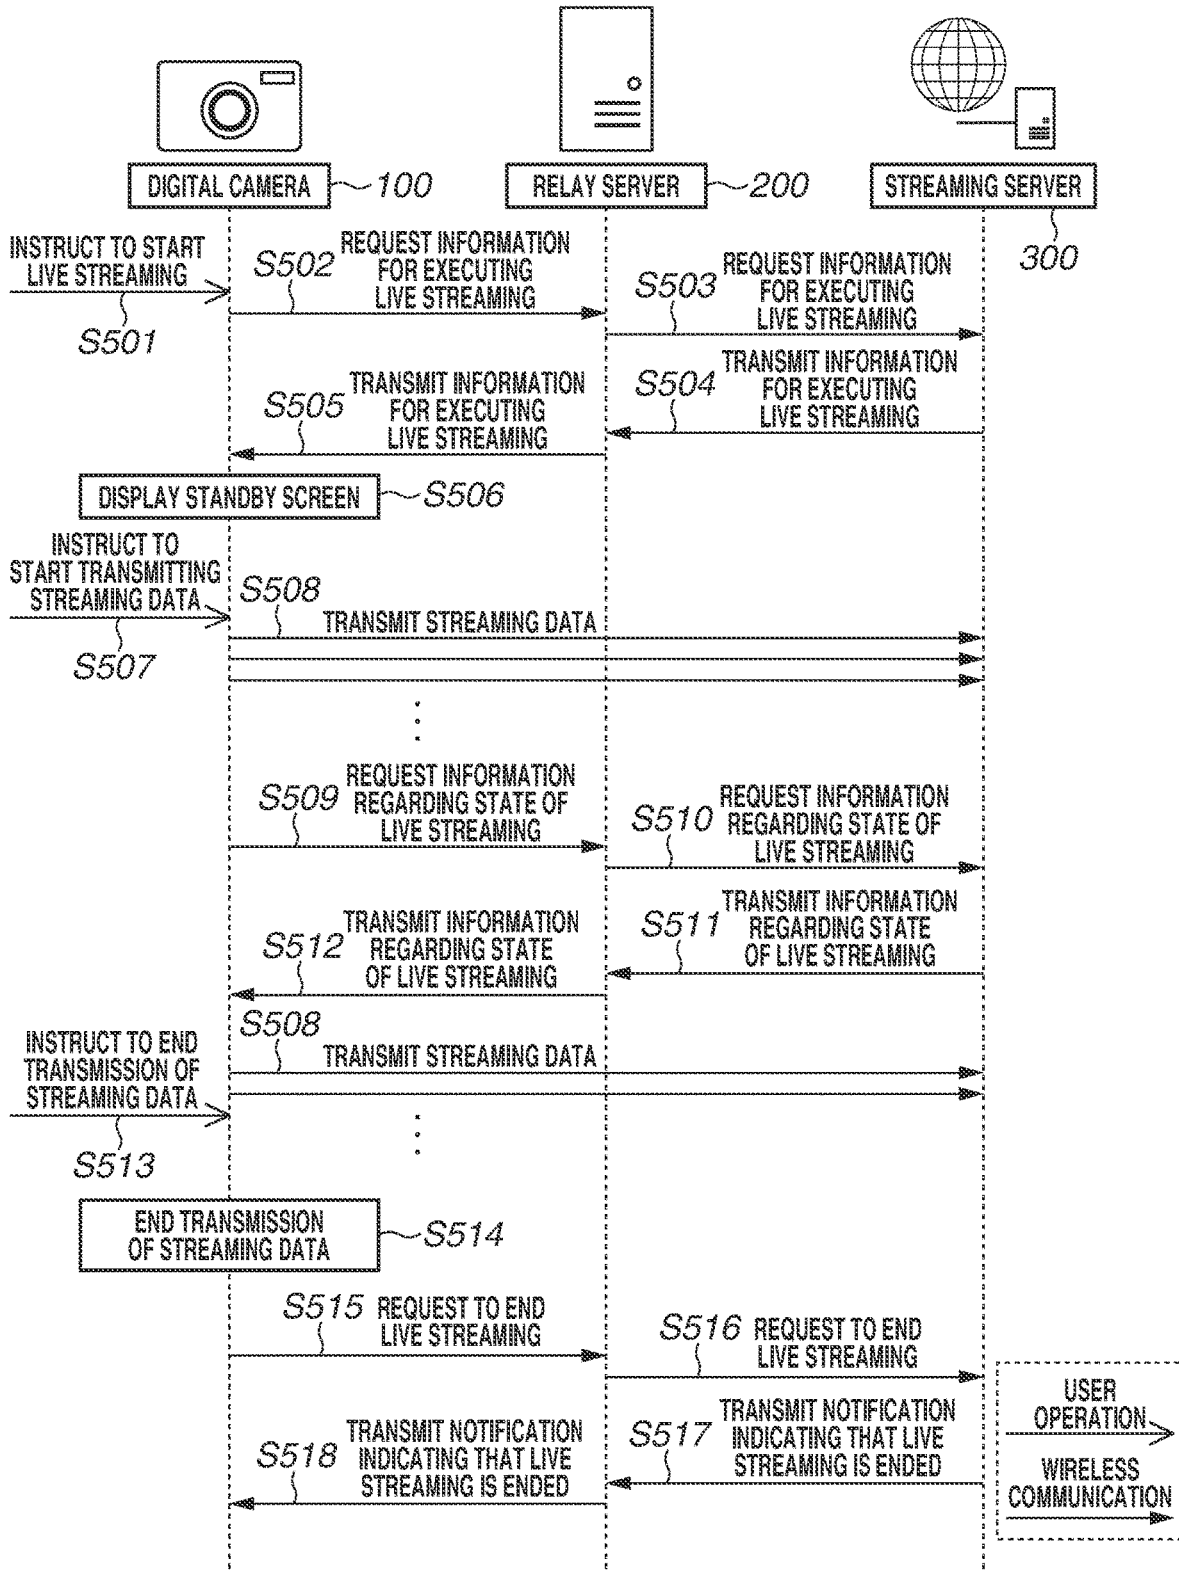 DIGITAL CAMERA
100
RELAY SERVER
200
STREAMING SERVER
300
INSTRUCT TO START
LIVE STREAMING
S501
S502
REQUEST INFORMATION
FOR EXECUTING
LIVE STREAMING
S503
REQUEST INFORMATION
FOR EXECUTING
LIVE STREAMING
S504
TRANSMIT INFORMATION
FOR EXECUTING
LIVE STREAMING
S505
TRANSMIT INFORMATION
FOR EXECUTING
LIVE STREAMING
DISPLAY STANDBY SCREEN
S506
INSTRUCT TO
START TRANSMITTING
STREAMING DATA
S507
S508
TRANSMIT STREAMING DATA
S509
REQUEST INFORMATION
REGARDING STATE OF
LIVE STREAMING
S510
REQUEST INFORMATION
REGARDING STATE OF
LIVE STREAMING
S511
TRANSMIT INFORMATION
REGARDING STATE
OF LIVE STREAMING
S512
TRANSMIT INFORMATION
REGARDING STATE
OF LIVE STREAMING
S508
TRANSMIT STREAMING DATA
INSTRUCT TO END
TRANSMISSION OF
STREAMING DATA
S513
END TRANSMISSION
OF STREAMING DATA
S514
S515
REQUEST TO END
LIVE STREAMING
S516
REQUEST TO END
LIVE STREAMING
S517
TRANSMIT NOTIFICATION
INDICATING THAT LIVE
STREAMING IS ENDED
S518
TRANSMIT NOTIFICATION
INDICATING THAT LIVE
STREAMING IS ENDED
USER
OPERATION
WIRELESS
COMMUNICATION